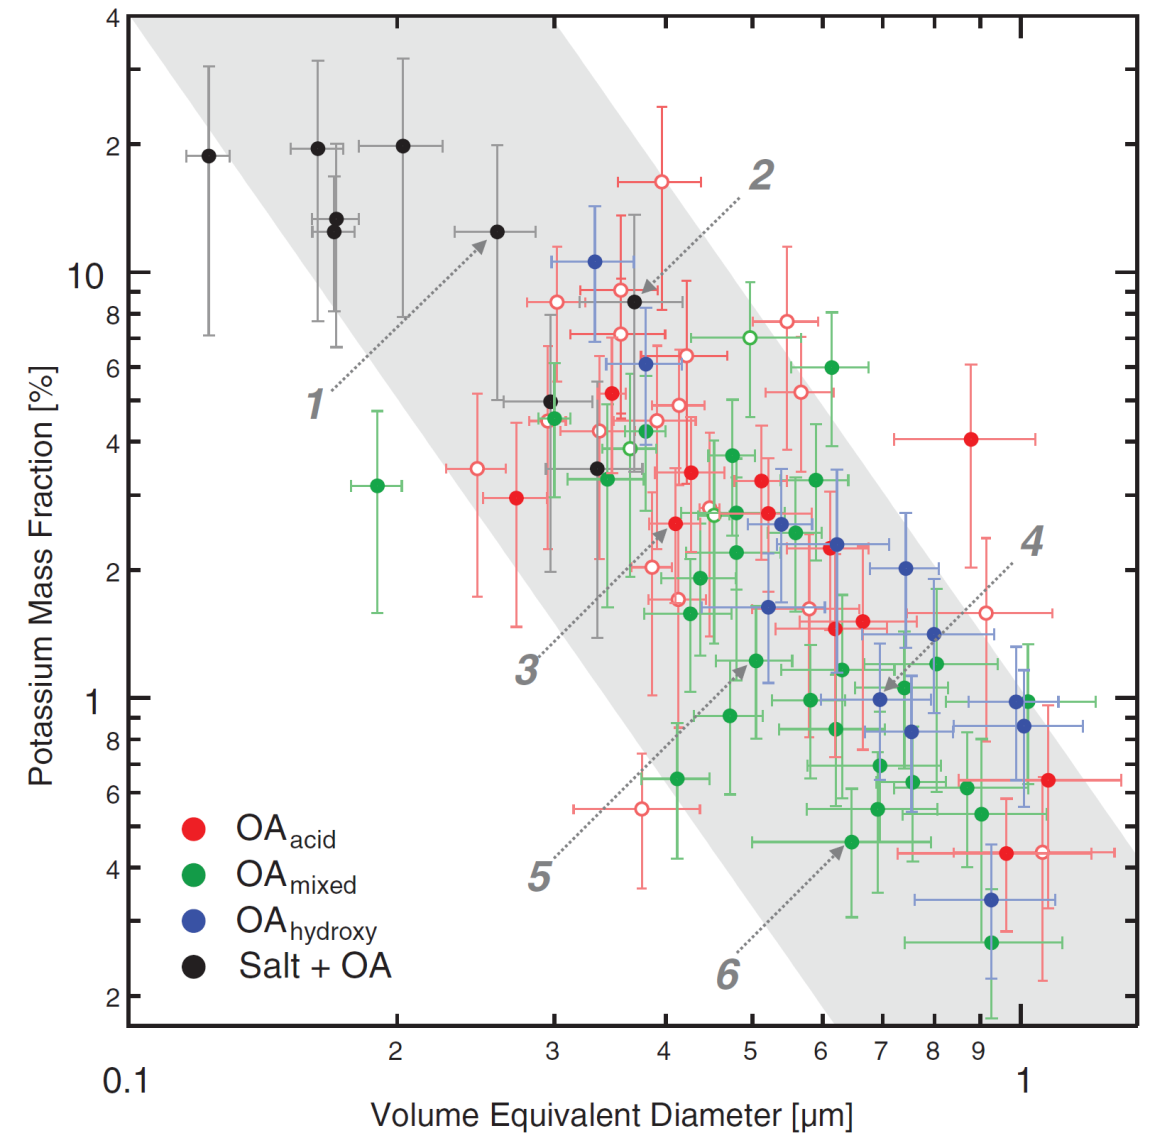 4
2
10
8
6
4
2
1
8
6
4
2
Potassium Mass Fraction [%]
1
2
3
4
5
6
OAacid
OAmixed
OAhydroxy
Salt + OA
2 3 4 5 6 7 8 9
0.1 1
Volume Equivalent Diameter [µm]